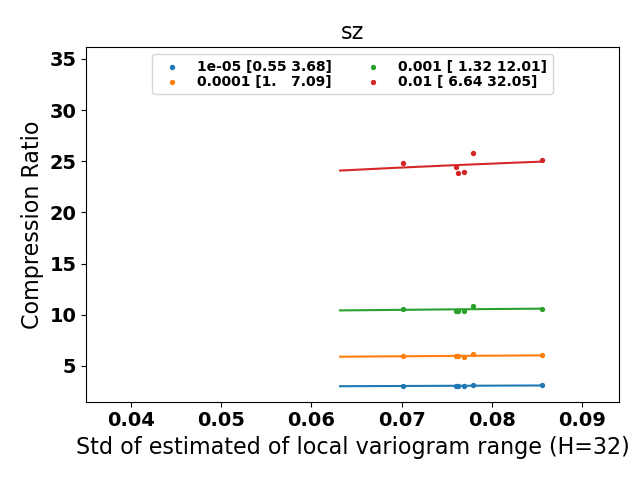 sz
1e-05 [0.55 3.68]
0.0001 [1.   7.09]
0.001 [ 1.32 12.01]
0.01 [ 6.64 32.05]
Compression Ratio
35
30
25
20
15
10
5
0.04 0.05 0.06 0.07 0.08 0.09
Std of estimated of local variogram range (H=32)